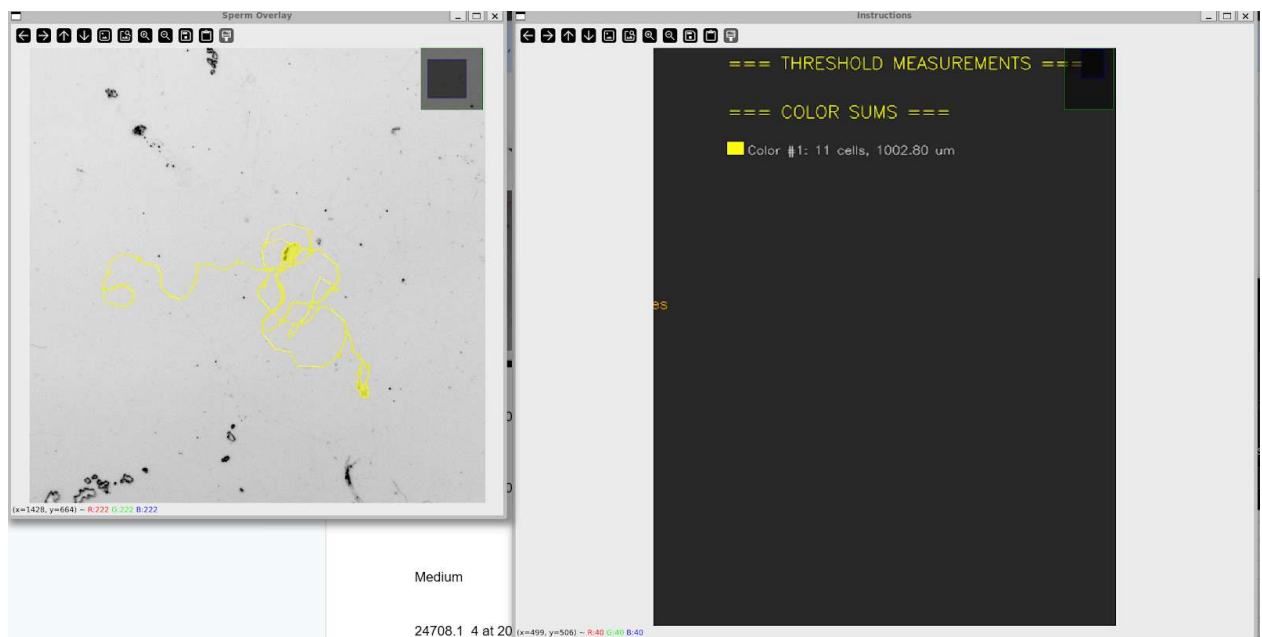 Sperm Overlay
(x=1428, y=664) ~ R:222 G:222 B:222
Medium
24708.1 4 at 20
Instructions
=== THRESHOLD MEASUREMENTS ===
=== COLOR SUMS ===
Color #1: 11 cells, 1002.80 um
es
(x=499, y=506) ~ R:40 G:40 B:40